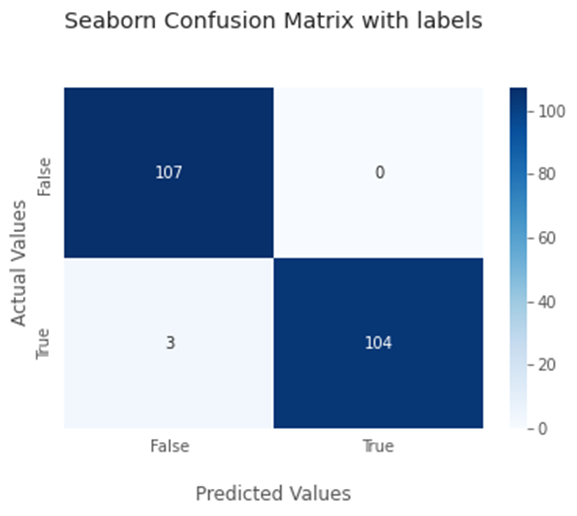 Seaborn Confusion Matrix with labels
Actual Values
False
107
0
True
3
104
False
True
Predicted Values
100
80
60
40
20
0